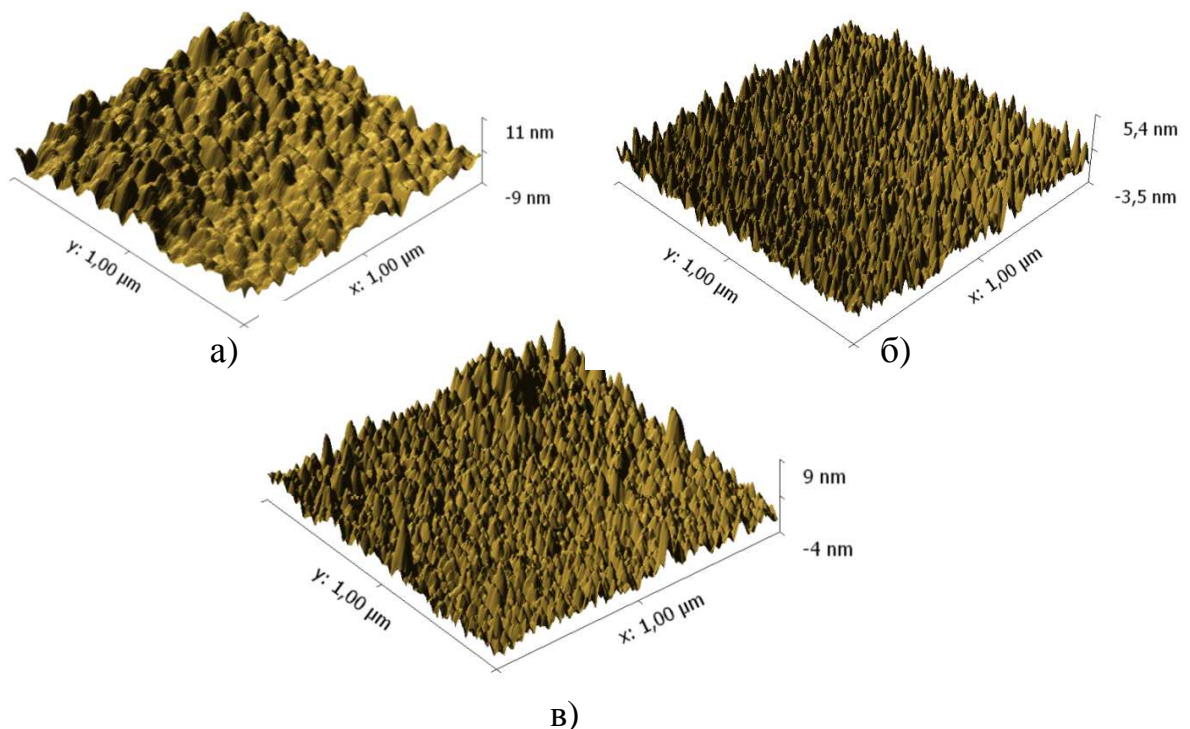 11 nm
-9 nm
y: 1,00 µm
x: 1,00 µm
а)
5,4 nm
-3,5 nm
y: 1,00 µm
x: 1,00 µm
б)
9 nm
-4 nm
y: 1,00 µm
x: 1,00 µm
в)